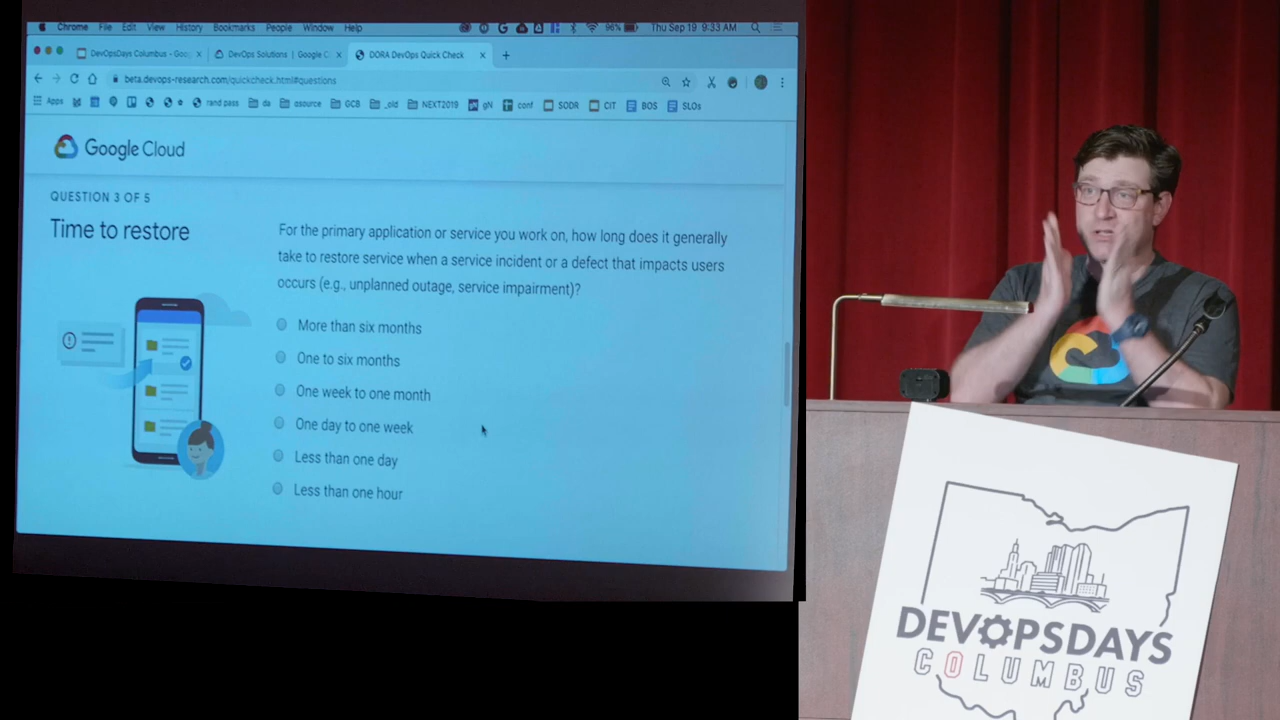 Chrome File Edit View History Bookmarks People Window Help
96% Thu Sep 19 9:33 AM
DevOpsDays Columbus - Goo
DevOps Solutions | Google C
DORA DevOps Quick Check
beta.devops-research.com/quickcheck.html#questions
Apps rand pass da osource GCB _old NEXT2019 gN conf SODR CIT BOS SLOs
Google Cloud
QUESTION 3 OF 5
Time to restore
For the primary application or service you work on, how long does it generally
take to restore service when a service incident or a defect that impacts users
occurs (e.g., unplanned outage, service impairment)?
More than six months
One to six months
One week to one month
One day to one week
Less than one day
Less than one hour
DEVOPSDAYS
COLUMBUS